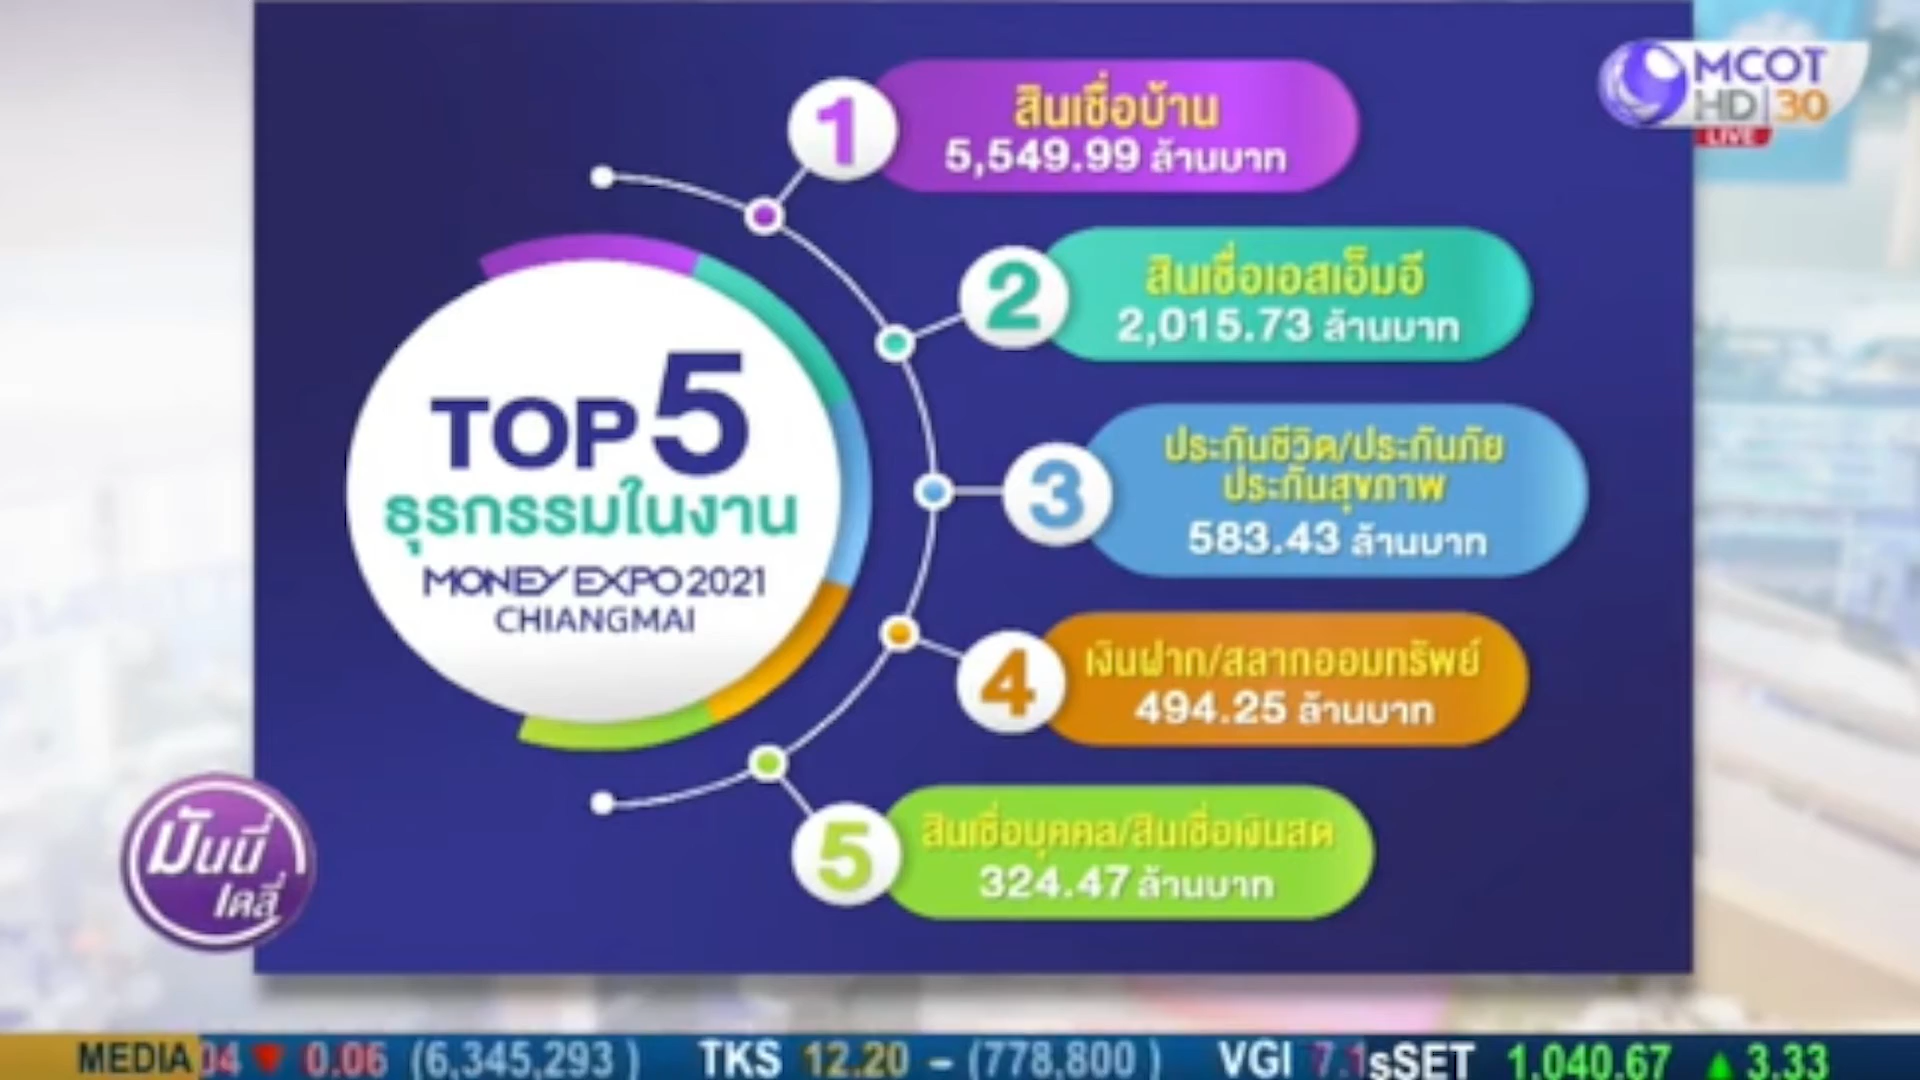 MCOT
HD 30
LIVE
1
สินเชื่อบ้าน
5,549.99 ล้านบาท
2
สินเชื่อเอสเอ็มอี
2,015.73 ล้านบาท
TOP 5
ธุรกรรมในงาน
MONEY EXPO 2021
CHIANGMAI
3
ประกันชีวิต/ประกันภัย
ประกันสุขภาพ
583.43 ล้านบาท
4
เงินฝาก/สลากออมทรัพย์
494.25 ล้านบาท
5
สินเชื่อบุคคล/สินเชื่อเงินสด
324.47 ล้านบาท
มันนี่
เดลี่
MEDIA 04 ▼ 0.06 (6,345,293 ) TKS 12.20 – (778,800 ) VGI 7.1 sSET 1,040.67 ▲ 3.33